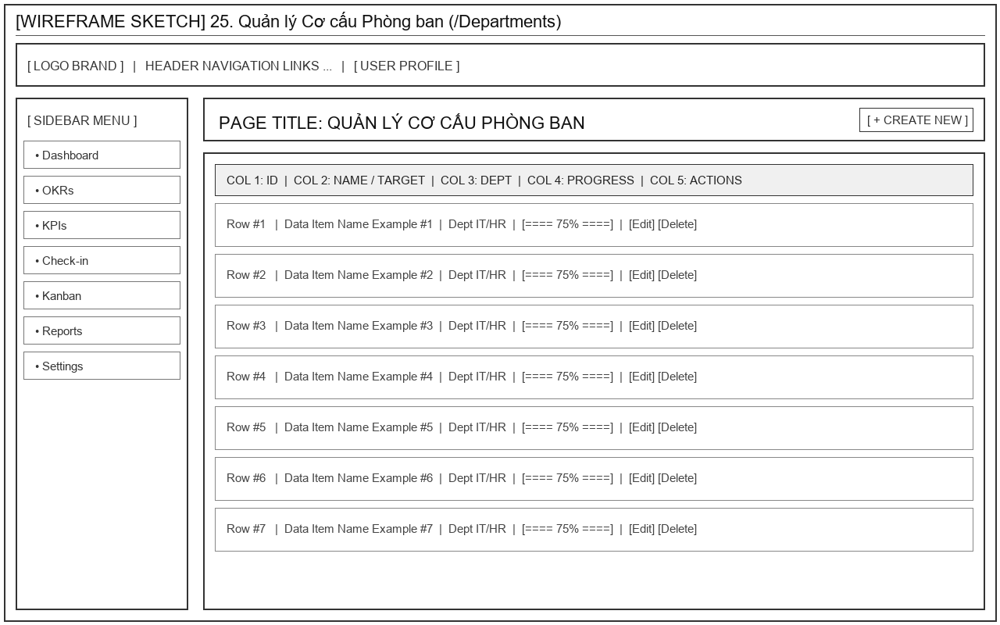 [WIREFRAME SKETCH] 25. Quản lý Cơ cấu Phòng ban (/Departments)
[ LOGO BRAND ] | HEADER NAVIGATION LINKS ... | [ USER PROFILE ]
[ SIDEBAR MENU ]
• Dashboard
• OKRs
• KPIs
• Check-in
• Kanban
• Reports
• Settings
PAGE TITLE: QUẢN LÝ CƠ CẤU PHÒNG BAN
[ + CREATE NEW ]
COL 1: ID | COL 2: NAME / TARGET | COL 3: DEPT | COL 4: PROGRESS | COL 5: ACTIONS
Row #1 | Data Item Name Example #1 | Dept IT/HR | [==== 75% ====] | [Edit] [Delete]
Row #2 | Data Item Name Example #2 | Dept IT/HR | [==== 75% ====] | [Edit] [Delete]
Row #3 | Data Item Name Example #3 | Dept IT/HR | [==== 75% ====] | [Edit] [Delete]
Row #4 | Data Item Name Example #4 | Dept IT/HR | [==== 75% ====] | [Edit] [Delete]
Row #5 | Data Item Name Example #5 | Dept IT/HR | [==== 75% ====] | [Edit] [Delete]
Row #6 | Data Item Name Example #6 | Dept IT/HR | [==== 75% ====] | [Edit] [Delete]
Row #7 | Data Item Name Example #7 | Dept IT/HR | [==== 75% ====] | [Edit] [Delete]